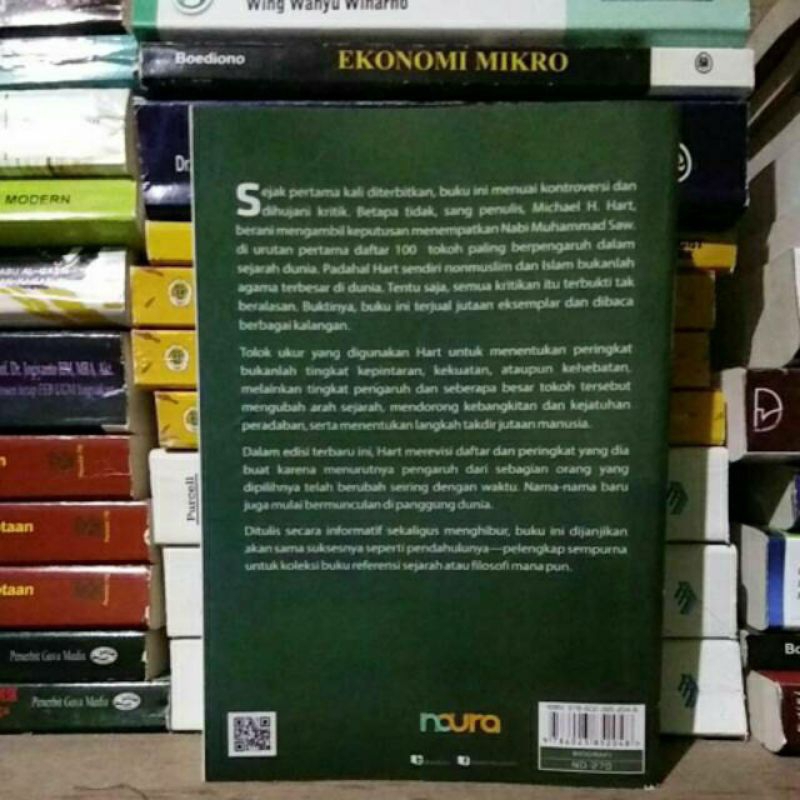 Wing Wahyu Winarno
Boediono EKONOMI MIKRO
Dr.
MODERN
Sejak pertama kali diterbitkan, buku ini menuai kontroversi dan
dihujani kritik. Betapa tidak, sang penulis, Michael H. Hart,
berani mengambil keputusan menempatkan Nabi Muhammad Saw.
di urutan pertama daftar 100 tokoh paling berpengaruh dalam
sejarah dunia. Padahal Hart sendiri nonmuslim dan Islam bukanlah
agama terbesar di dunia. Tentu saja, semua kritikan itu terbukti tak
beralasan. Buktinya, buku ini terjual jutaan eksemplar dan dibaca
berbagai kalangan.
Tolok ukur yang digunakan Hart untuk menentukan peringkat
bukanlah tingkat kepintaran, kekuatan, ataupun kehebatan,
melainkan tingkat pengaruh dan seberapa besar tokoh tersebut
mengubah arah sejarah, mendorong kebangkitan dan kejatuhan
peradaban, serta menentukan langkah takdir jutaan manusia.
Dalam edisi terbaru ini, Hart merevisi daftar dan peringkat yang dia
buat karena menurutnya pengaruh dari sebagian orang yang
dipilihnya telah berubah seiring dengan waktu. Nama-nama baru
juga mulai bermunculan di panggung dunia.
Ditulis secara informatif sekaligus menghibur, buku ini dijanjikan
akan sama suksesnya seperti pendahulunya—pelengkap sempurna
untuk koleksi buku referensi sejarah atau filosofi mana pun.
Purcell
taan
taan
Penerbit Gava Media
Penerbit Gava Media
noura
9 786023 852048
ND 270